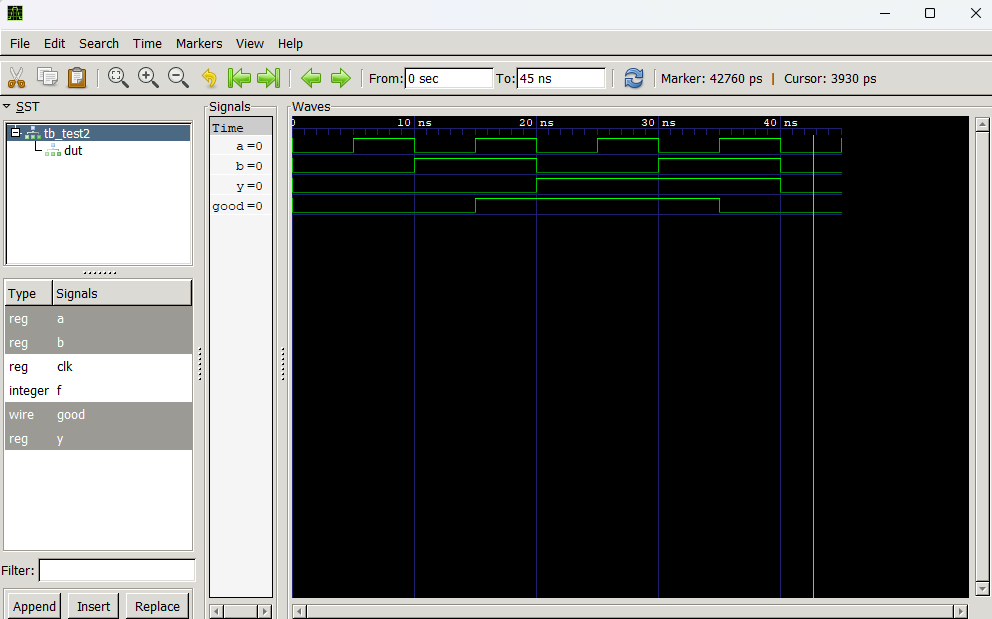 File Edit Search Time Markers View Help
From: 0 sec To: 45 ns Marker: 42760 ps | Cursor: 3930 ps
SST
tb_test2
dut
Type Signals
reg a
reg b
reg clk
integer f
wire good
reg y
Filter:
Append Insert Replace
Signals
Time
a=0
b=0
y=0
good=0
Waves
0 10 ns 20 ns 30 ns 40 ns